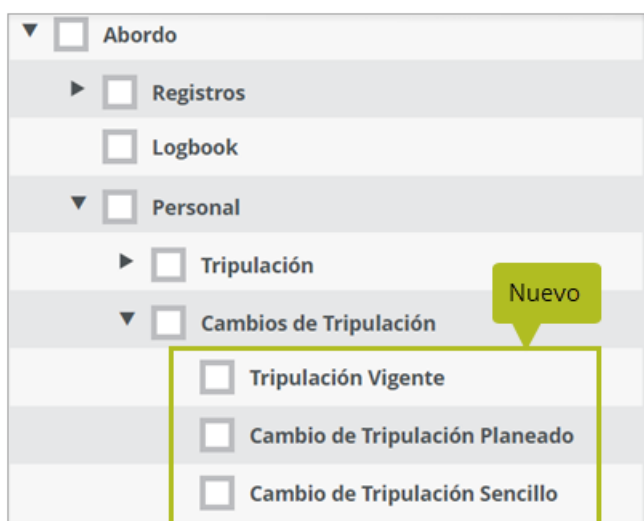 Abordo
Registros
Logbook
Personal
Tripulación
Nuevo
Cambios de Tripulación
Tripulación Vigente
Cambio de Tripulación Planeado
Cambio de Tripulación Sencillo